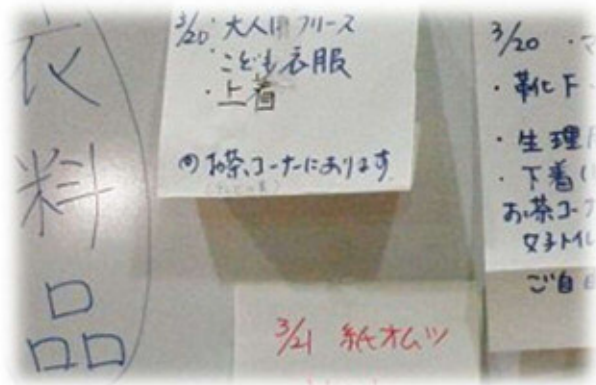 衣料品
3/20・大人用フリース
・こども衣服
・上着
お茶コーナーにあります
3/20・
・靴下
・生理
・下着
お茶コー
女子トイレ
ご自
3/21 紙オムツ